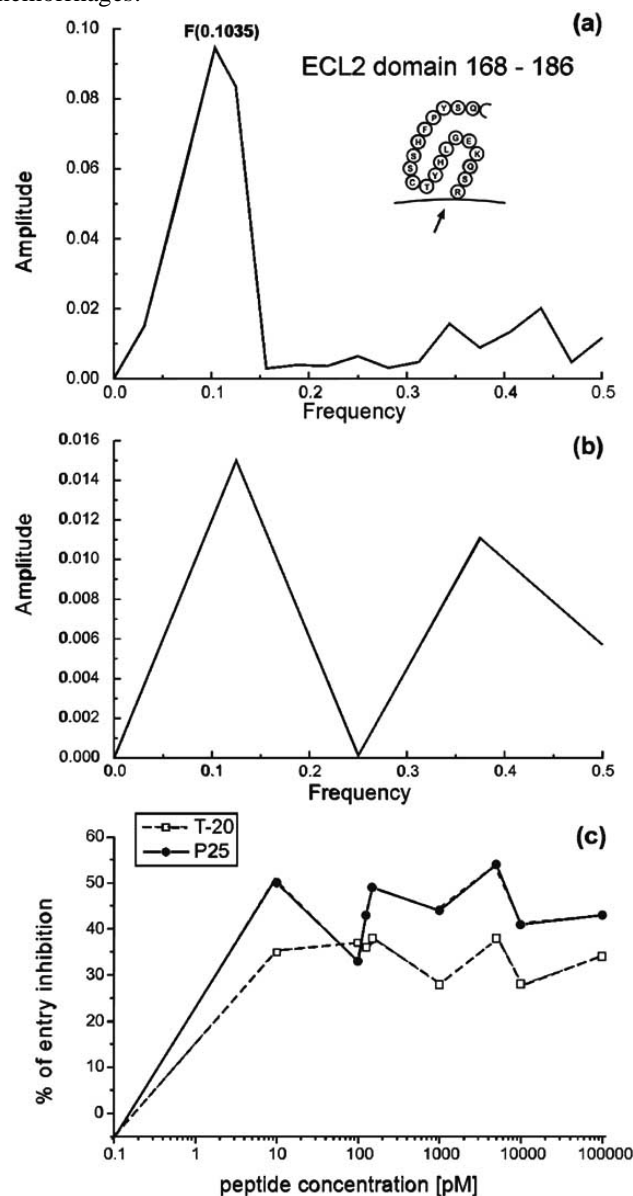 hemorrhages.
(a)
F(0.1035)
ECL2 domain 168 - 186
P Y S Q
F
H G E
S L K
S H Q
C T Y S
R
Amplitude
0.10
0.08
0.06
0.04
0.02
0.00
0.0 0.1 0.2 0.3 0.4 0.5
Frequency
(b)
Amplitude
0.016
0.014
0.012
0.010
0.008
0.006
0.004
0.002
0.000
0.0 0.1 0.2 0.3 0.4 0.5
Frequency
(c)
T-20
P25
% of entry inhibition
60
50
40
30
20
10
0
0.1 1 10 100 1000 10000 100000
peptide concentration [pM]